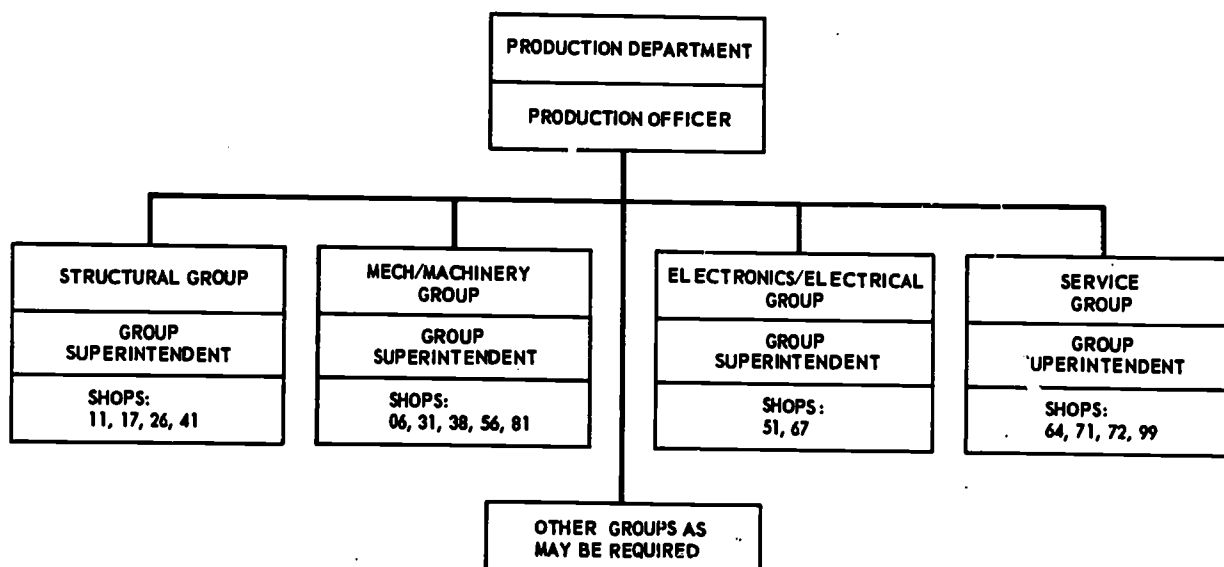 PRODUCTION DEPARTMENT
PRODUCTION OFFICER
STRUCTURAL GROUP
GROUP
SUPERINTENDENT
SHOPS:
11, 17, 26, 41
MECH/MACHINERY
GROUP
GROUP
SUPERINTENDENT
SHOPS:
06, 31, 38, 56, 81
ELECTRONICS/ELECTRICAL
GROUP
GROUP
SUPERINTENDENT
SHOPS:
51, 67
SERVICE
GROUP
GROUP
UPERINTENDENT
SHOPS:
64, 71, 72, 99
OTHER GROUPS AS
MAY BE REQUIRED